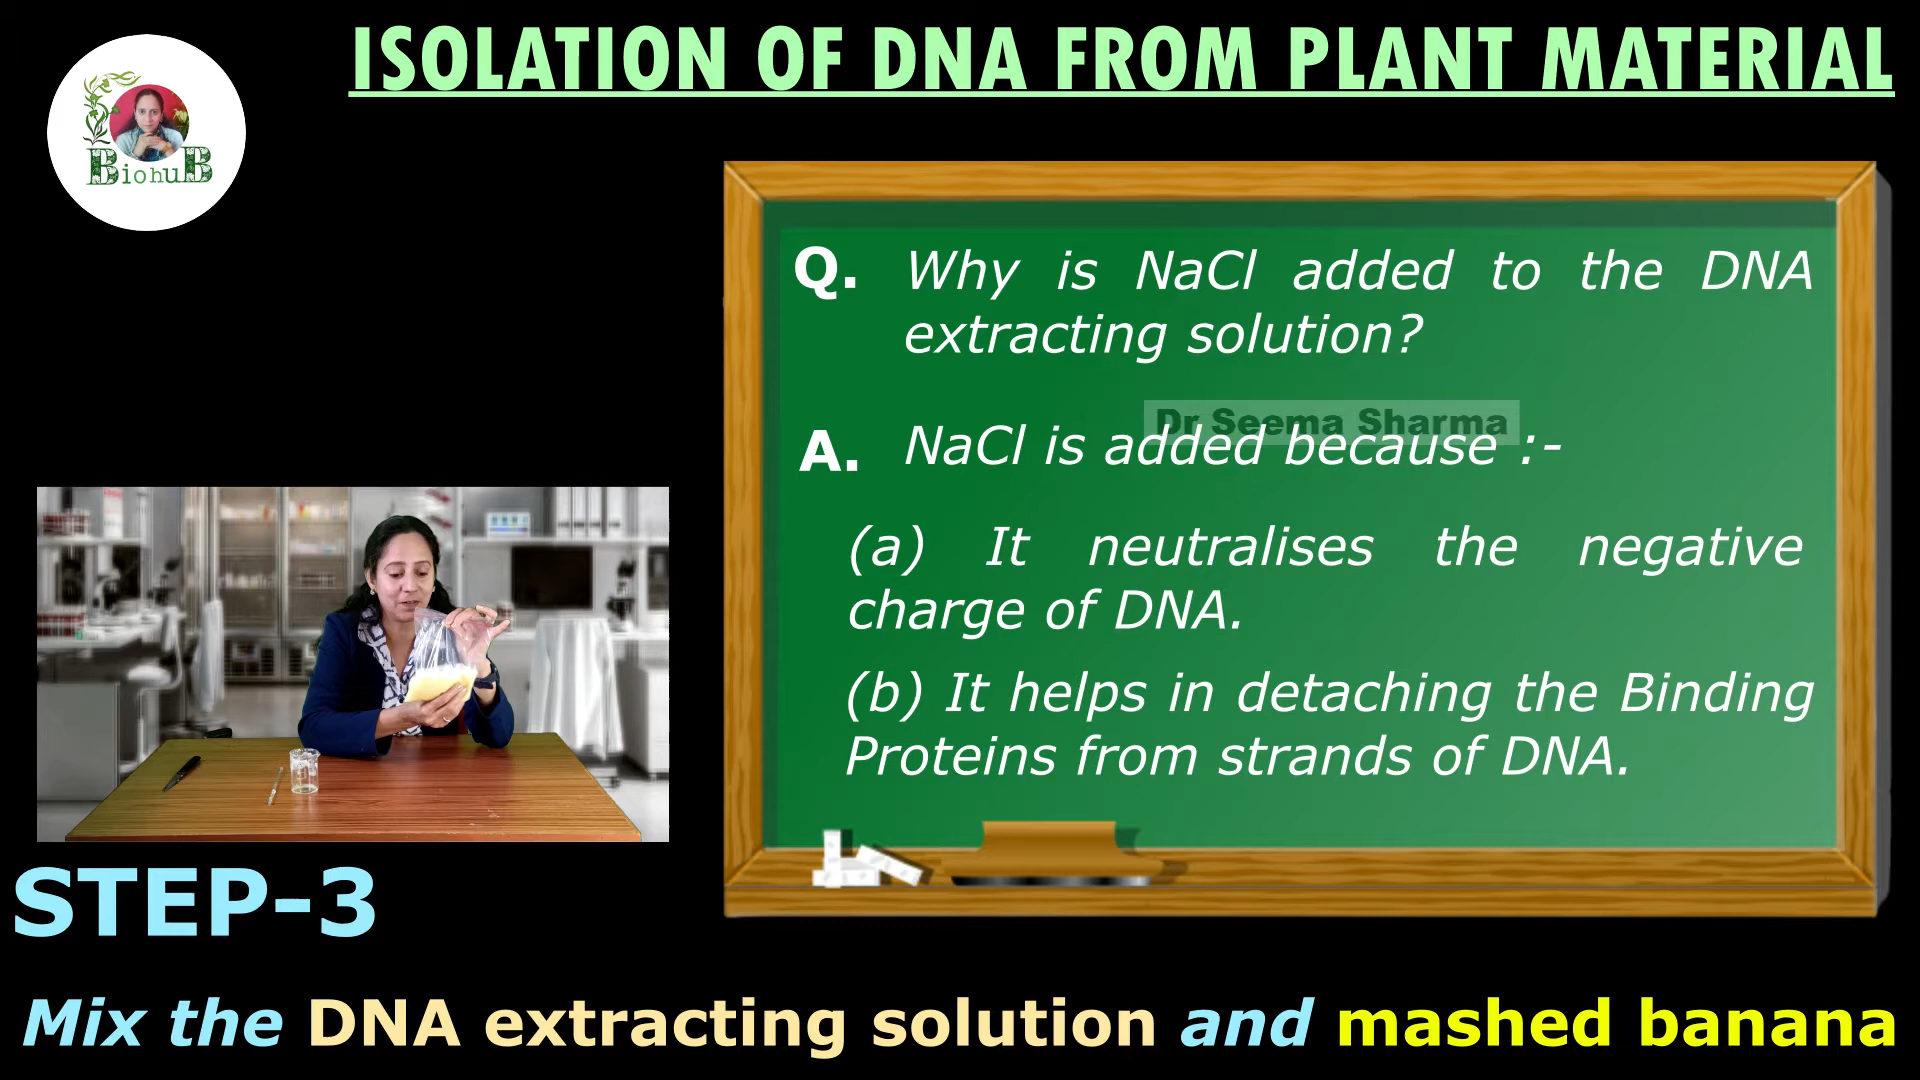 ISOLATION OF DNA FROM PLANT MATERIAL
BiohuB
Q. Why is NaCl added to the DNA
extracting solution?
Dr Seema Sharma
A. NaCl is added because :-
(a) It neutralises the negative
charge of DNA.
(b) It helps in detaching the Binding
Proteins from strands of DNA.
STEP-3
Mix the DNA extracting solution and mashed banana